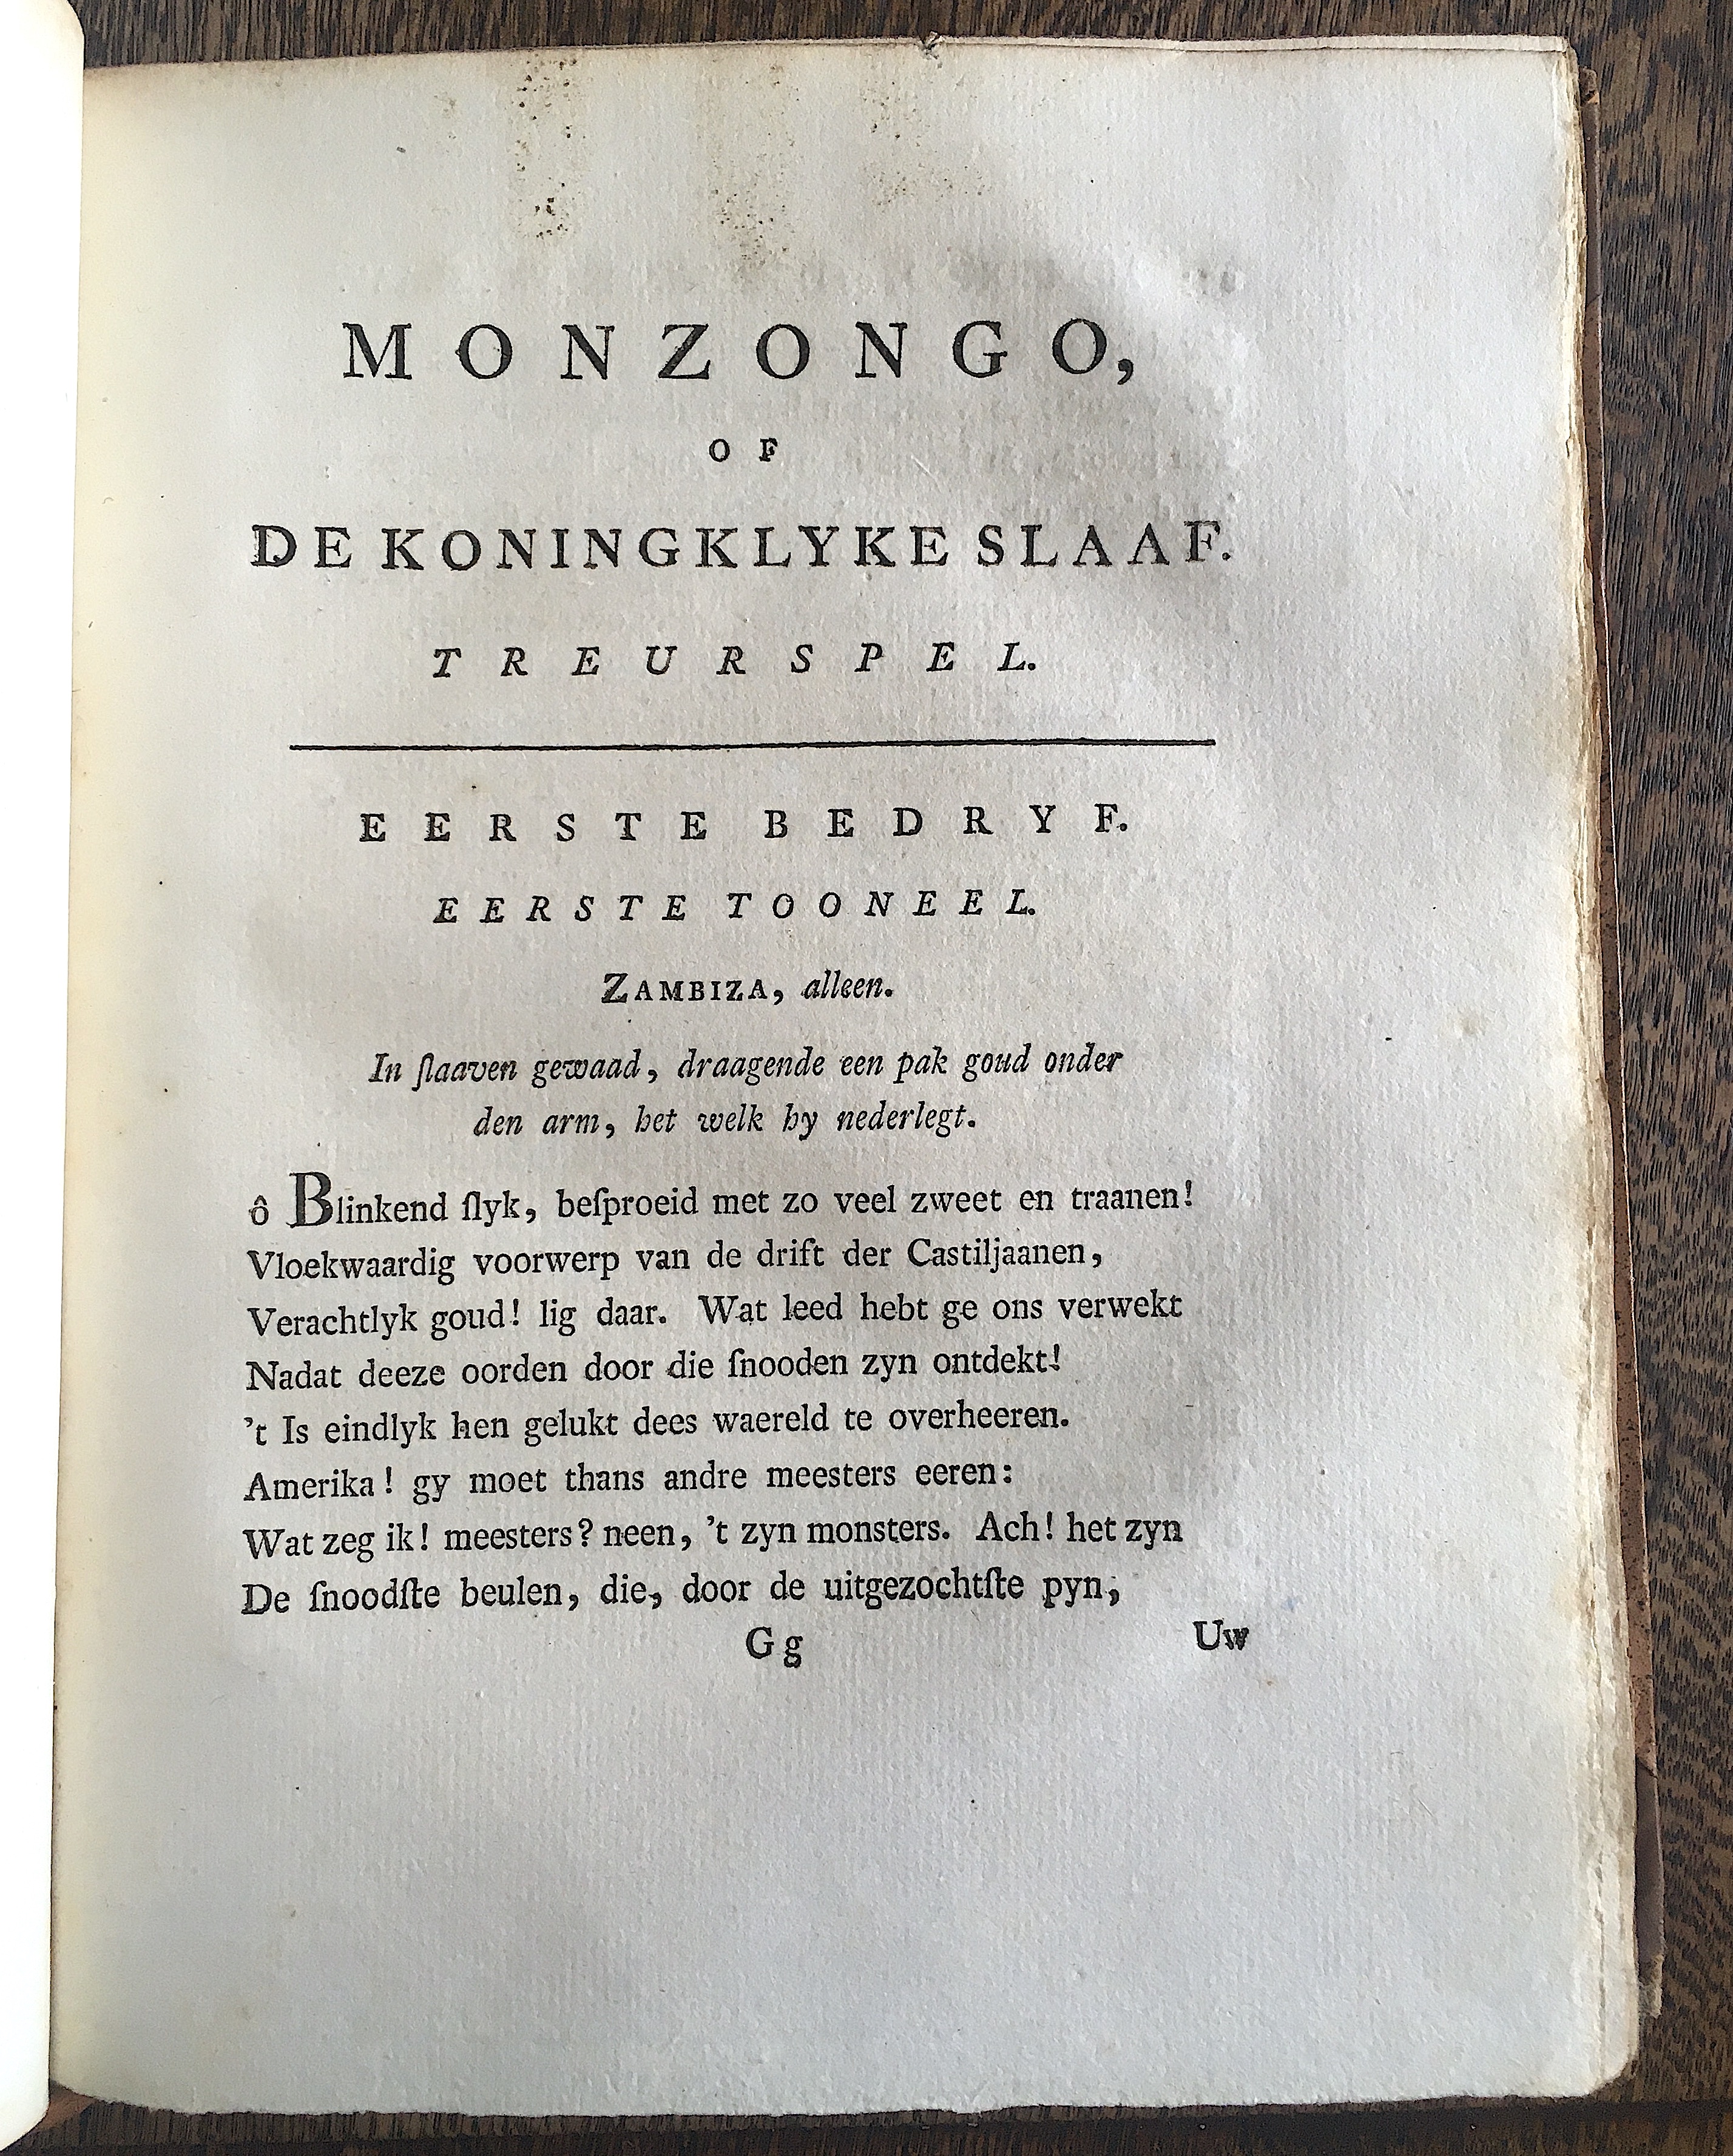 MONZONGO,
OF
DE KONINGKLYKE SLAAF.
TREURSPEL.
EERSTE BEDRYF.
EERSTE TOONEEL.
ZAMBIZA, alleen.
In ſlaaven gewaad, draagende een pak goud onder
den arm, het welk hy nederlegt.
ô Blinkend ſlyk, beſproeid met zo veel zweet en traanen!
Vloekwaardig voorwerp van de drift der Castiljaanen,
Verachtlyk goud! lig daar. Wat leed hebt ge ons verwekt
Nadat deeze oorden door die ſnooden zyn ontdekt!
't Is eindlyk hen gelukt dees waereld te overheeren.
Amerika! gy moet thans andre meesters eeren:
Wat zeg ik! meesters? neen, 't zyn monsters. Ach! het zyn
De ſnoodſte beulen, die, door de uitgezochtſte pyn,
Gg Uw